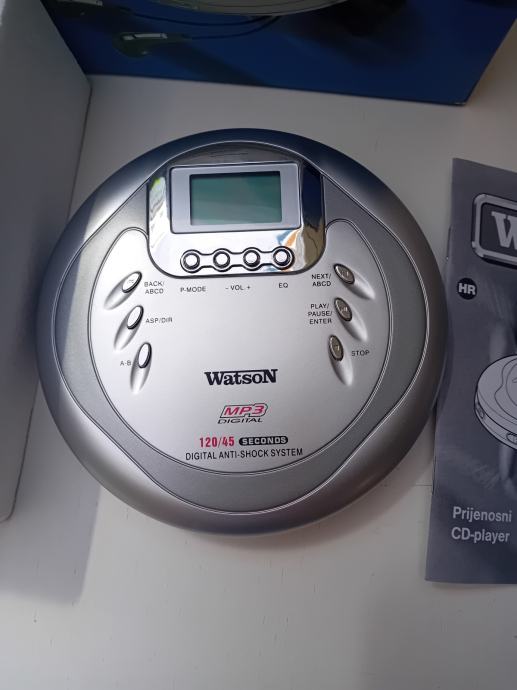 BACK/
ABCD
P-MODE
- VOL +
EQ
NEXT/
ABCD
ASP/DIR
PLAY/
PAUSE/
ENTER
A-B
STOP
WatsoN
MP3
DIGITAL
120/45 SECONDS
DIGITAL ANTI-SHOCK SYSTEM
W
HR
Prijenosni
CD-player